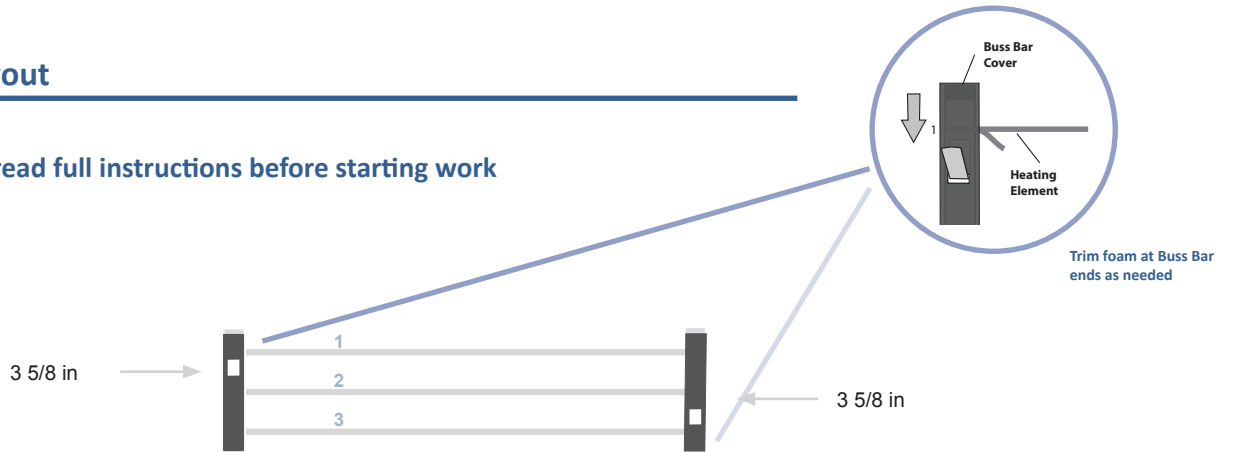 out
read full instructions before starting work
Buss Bar
Cover
1
Heating
Element
Trim foam at Buss Bar
ends as needed
1
3 5/8 in
2
3 5/8 in
3